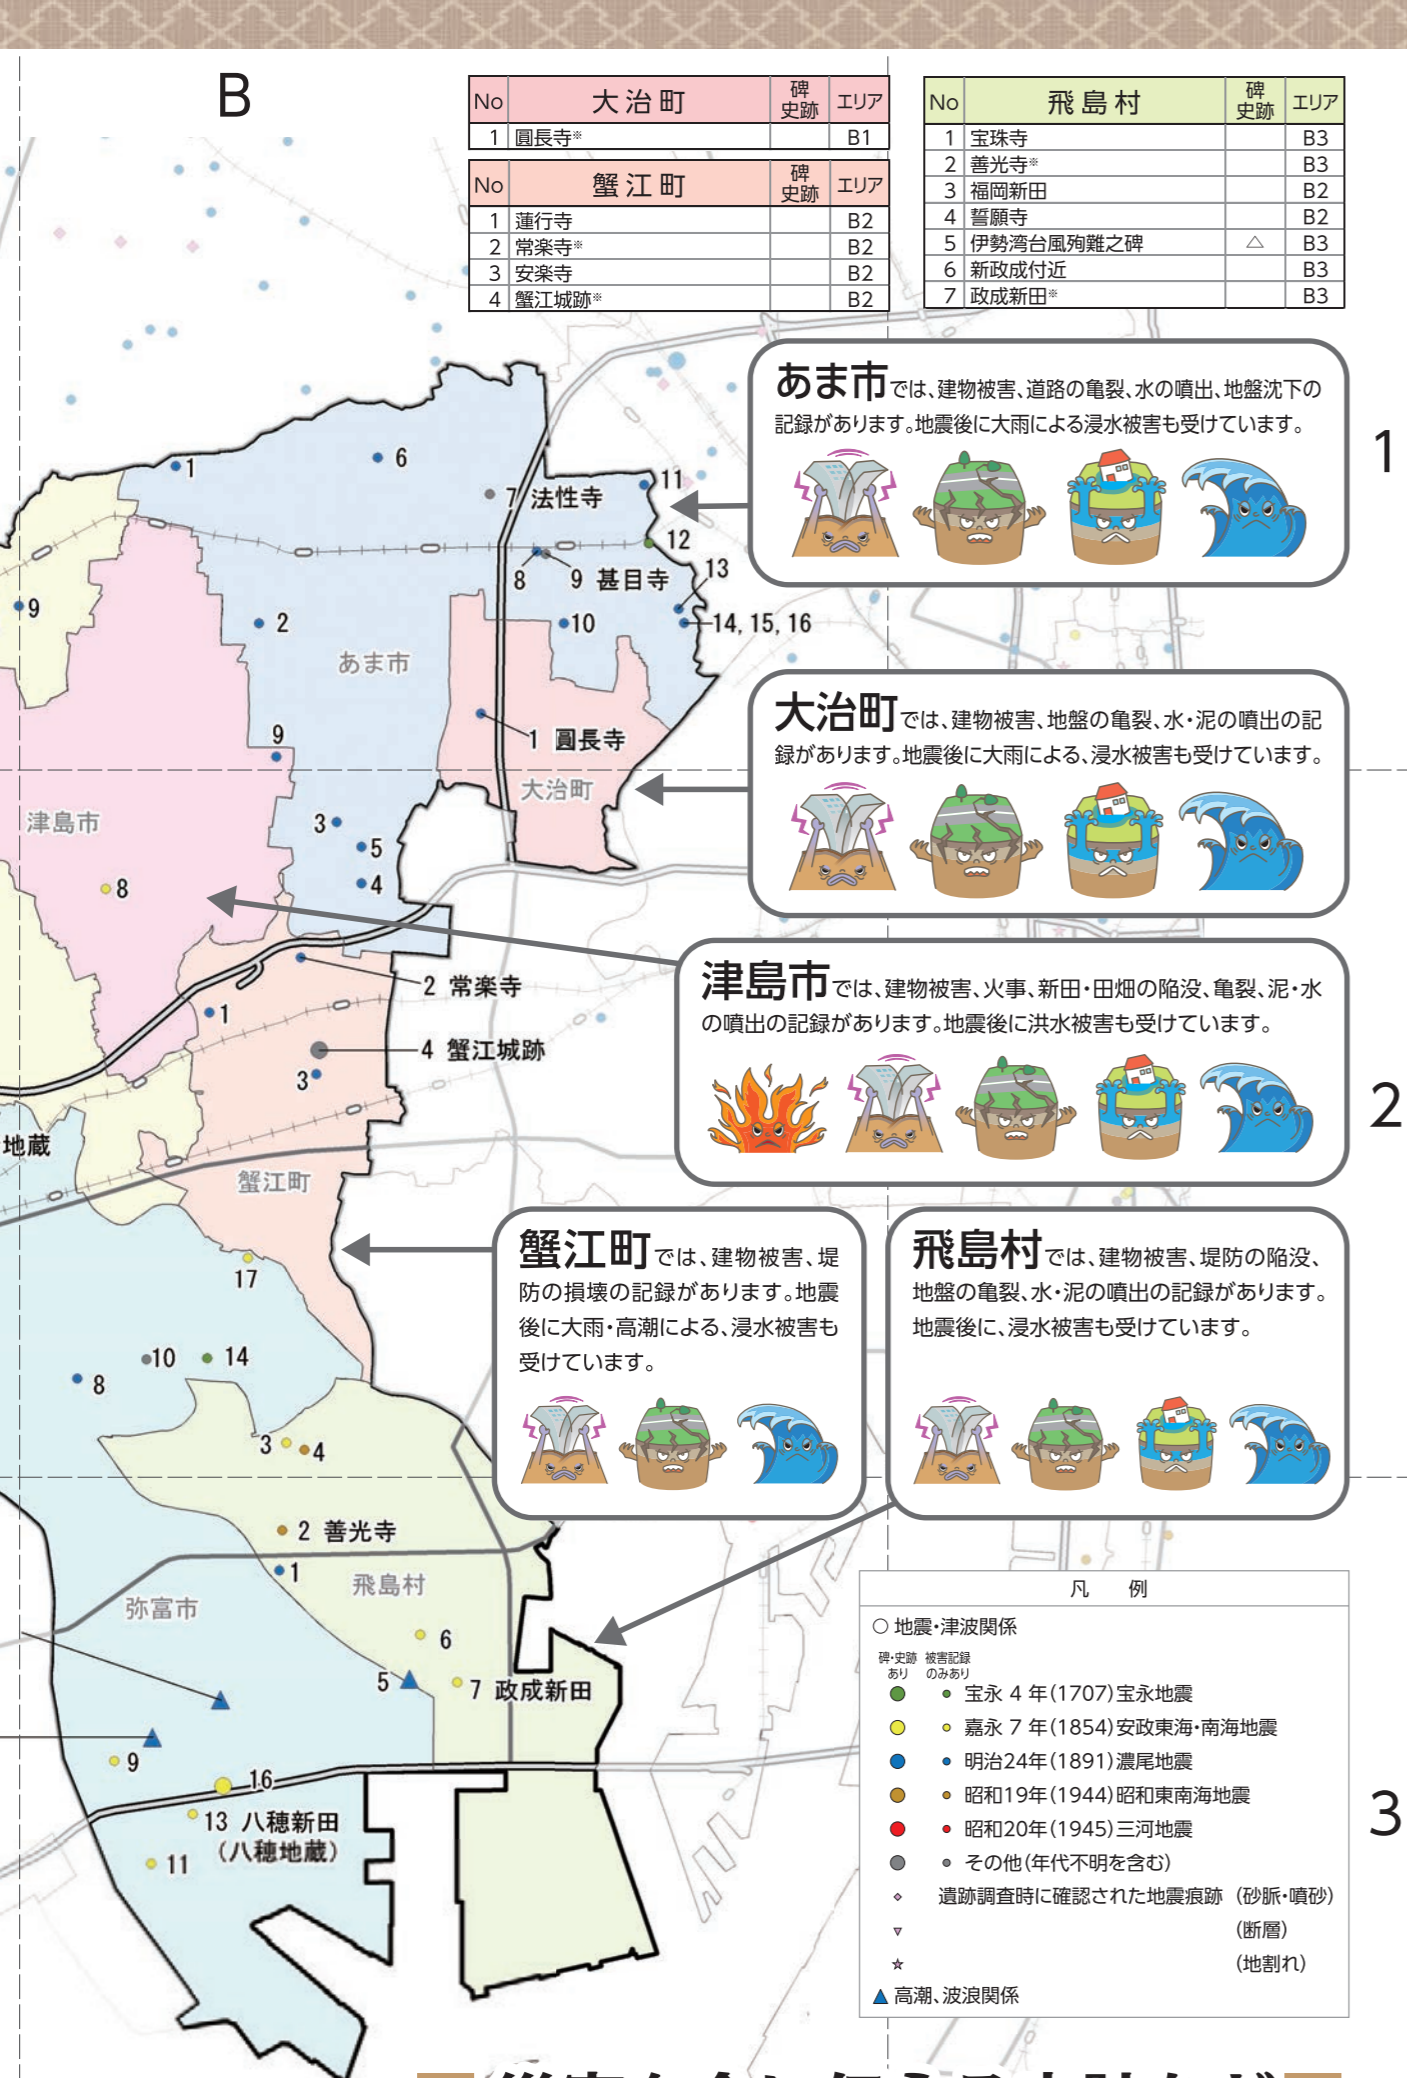 B
No 大治町 碑史跡 エリア
1 圓長寺※ B1
No 蟹江町 碑史跡 エリア
1 蓮行寺 B2
2 常楽寺※ B2
3 安楽寺 B2
4 蟹江城跡※ B2
No 飛島村 碑史跡 エリア
1 宝珠寺 B3
2 善光寺※ B3
3 福岡新田 B2
4 誓願寺 B2
5 伊勢湾台風殉難之碑 △ B3
6 新政成付近 B3
7 政成新田※ B3
あま市では、建物被害、道路の亀裂、水の噴出、地盤沈下の
記録があります。地震後に大雨による浸水被害も受けています。
1
大治町では、建物被害、地盤の亀裂、水・泥の噴出の記
録があります。地震後に大雨による、浸水被害も受けています。
津島市では、建物被害、火事、新田・田畑の陥没、亀裂、泥・水
の噴出の記録があります。地震後に洪水被害も受けています。
2
蟹江町では、建物被害、堤
防の損壊の記録があります。地震
後に大雨・高潮による、浸水被害も
受けています。
飛島村では、建物被害、堤防の陥没、
地盤の亀裂、水・泥の噴出の記録があります。
地震後に、浸水被害も受けています。
3
1
6
7 法性寺
11
12
8
9 甚目寺
13
9
2
10
14, 15, 16
あま市
1 圓長寺
9
大治町
津島市
3
5
8
4
2 常楽寺
1
4 蟹江城跡
3
地蔵
蟹江町
17
10
14
8
3
4
2 善光寺
1
飛島村
弥富市
6
5
7 政成新田
9
16
13 八穂新田
(八穂地蔵)
11
凡 例
○ 地震・津波関係
碑・史跡 被害記録
あり のみあり
宝永 4 年(1707)宝永地震
嘉永 7 年(1854)安政東海・南海地震
明治24年(1891)濃尾地震
昭和19年(1944)昭和東南海地震
昭和20年(1945)三河地震
その他(年代不明を含む)
遺跡調査時に確認された地震痕跡 (砂脈・噴砂)
(断層)
(地割れ)
▲ 高潮、波浪関係